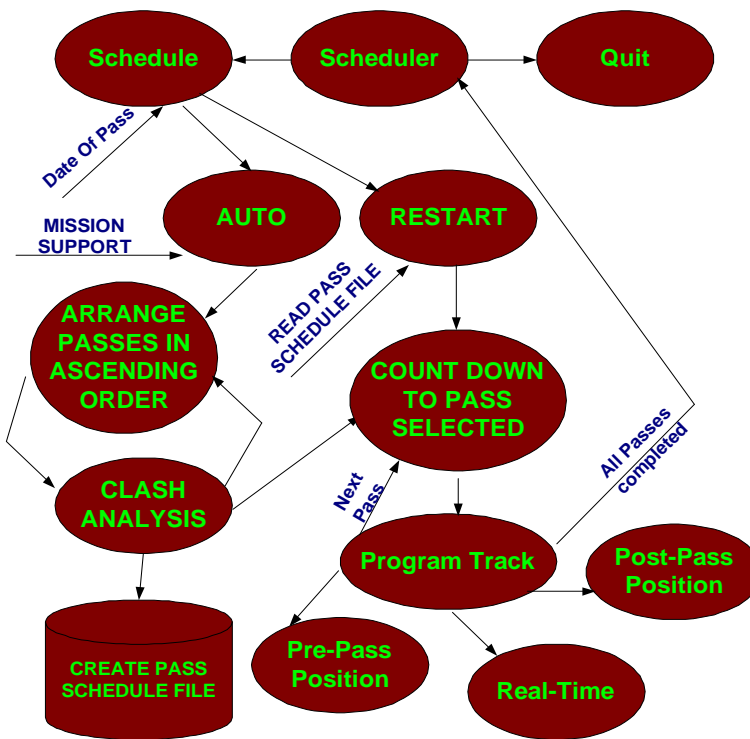 Schedule
Scheduler
Quit
Date Of Pass
AUTO
RESTART
MISSION
SUPPORT
READ PASS
SCHEDULE FILE
ARRANGE
PASSES IN
ASCENDING
ORDER
COUNT DOWN
TO PASS
SELECTED
All Passes
completed
CLASH
ANALYSIS
Next
Pass
Program Track
Post-Pass
Position
Pre-Pass
Position
Real-Time
CREATE PASS
SCHEDULE FILE